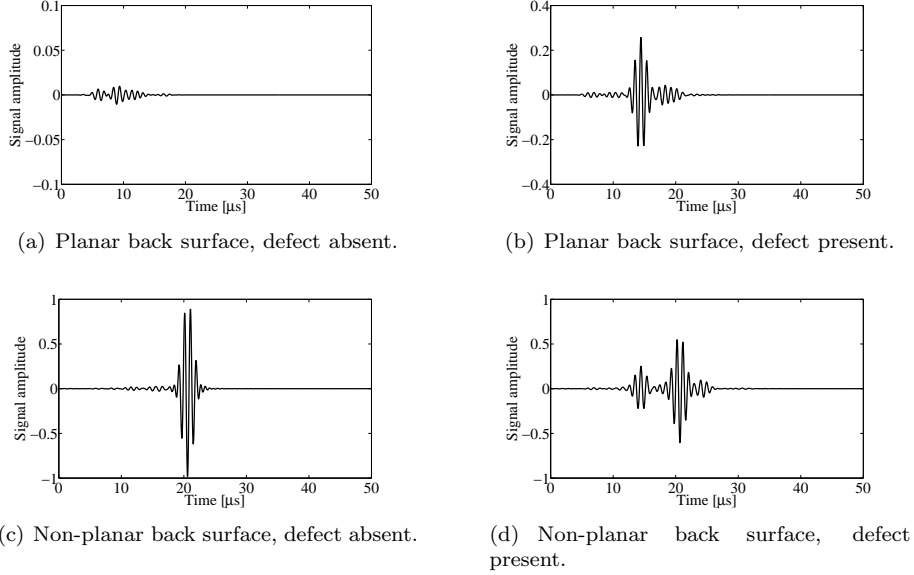 0.1
0.05
0
−0.05
−0.1
Signal amplitude
0 10 20 30 40 50
Time [μs]
(a) Planar back surface, defect absent.
0.4
0.2
0
−0.2
−0.4
Signal amplitude
0 10 20 30 40 50
Time [μs]
(b) Planar back surface, defect present.
1
0.5
0
−0.5
−1
Signal amplitude
0 10 20 30 40 50
Time [μs]
(c) Non-planar back surface, defect absent.
1
0.5
0
−0.5
−1
Signal amplitude
0 10 20 30 40 50
Time [μs]
(d) Non-planar back surface, defect
present.